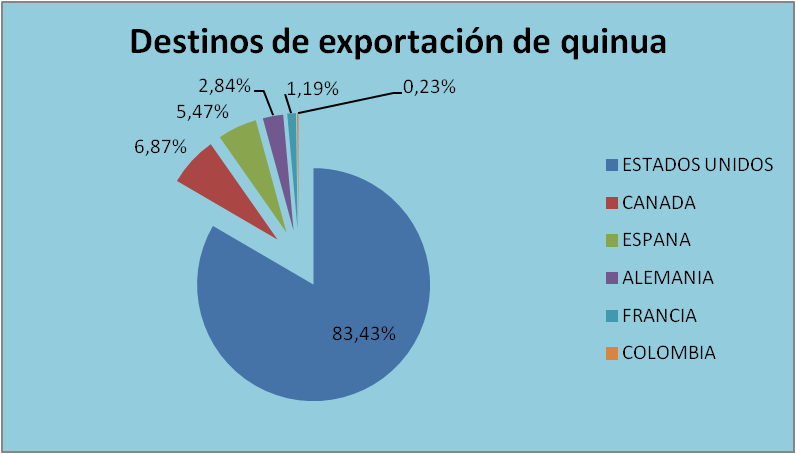 Destinos de exportación de quinua
2,84%
1,19%
0,23%
5,47%
6,87%
83,43%
ESTADOS UNIDOS
CANADA
ESPANA
ALEMANIA
FRANCIA
COLOMBIA